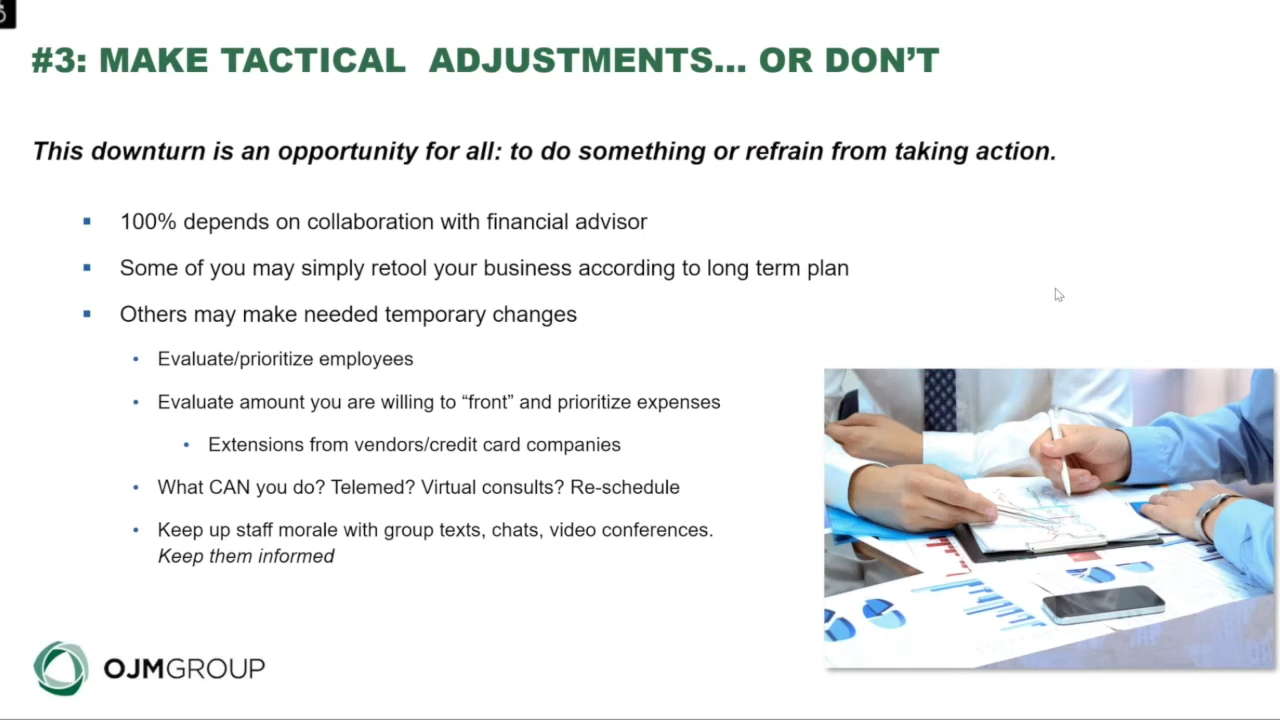 #3: MAKE TACTICAL ADJUSTMENTS... OR DON'T
This downturn is an opportunity for all: to do something or refrain from taking action.
100% depends on collaboration with financial advisor
Some of you may simply retool your business according to long term plan
Others may make needed temporary changes
Evaluate/prioritize employees
Evaluate amount you are willing to “front” and prioritize expenses
Extensions from vendors/credit card companies
What CAN you do? Telemed? Virtual consults? Re-schedule
Keep up staff morale with group texts, chats, video conferences.
Keep them informed
OJMGROUP